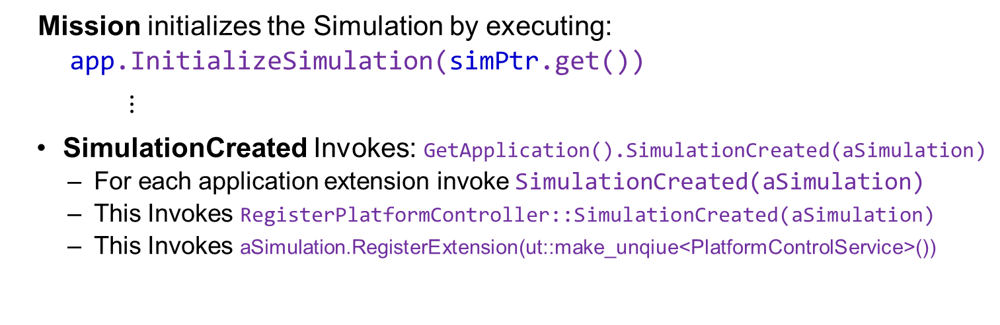 Mission initializes the Simulation by executing:
app.InitializeSimulation(simPtr.get())
⋮
• SimulationCreated Invokes: GetApplication().SimulationCreated(aSimulation)
– For each application extension invoke SimulationCreated(aSimulation)
– This Invokes RegisterPlatformController::SimulationCreated(aSimulation)
– This Invokes aSimulation.RegisterExtension(ut::make_unqiue<PlatformControlService>())